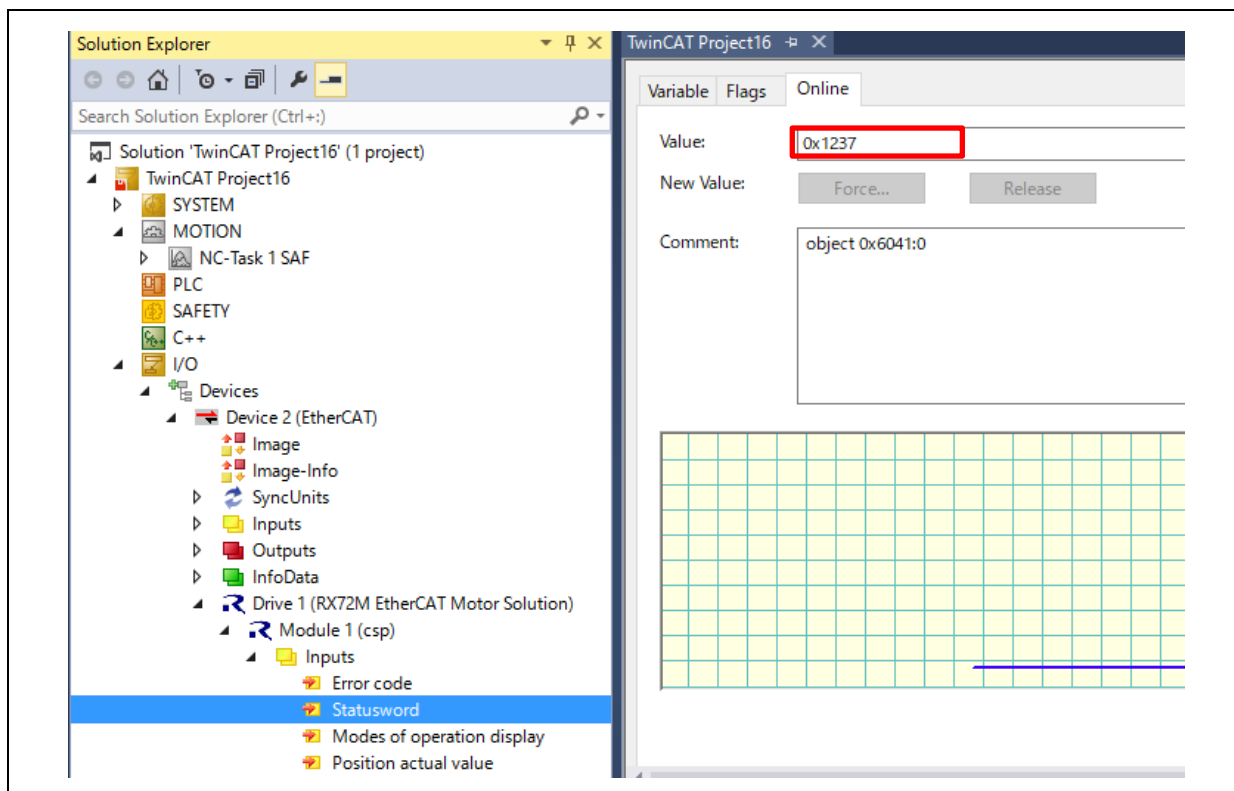 Solution Explorer
Search Solution Explorer (Ctrl+:)
Solution 'TwinCAT Project16' (1 project)
TwinCAT Project16
SYSTEM
MOTION
NC-Task 1 SAF
PLC
SAFETY
C++
I/O
Devices
Device 2 (EtherCAT)
Image
Image-Info
SyncUnits
Inputs
Outputs
InfoData
Drive 1 (RX72M EtherCAT Motor Solution)
Module 1 (csp)
Inputs
Error code
Statusword
Modes of operation display
Position actual value
TwinCAT Project16
Variable Flags Online
Value: 0x1237
New Value: Force... Release
Comment: object 0x6041:0